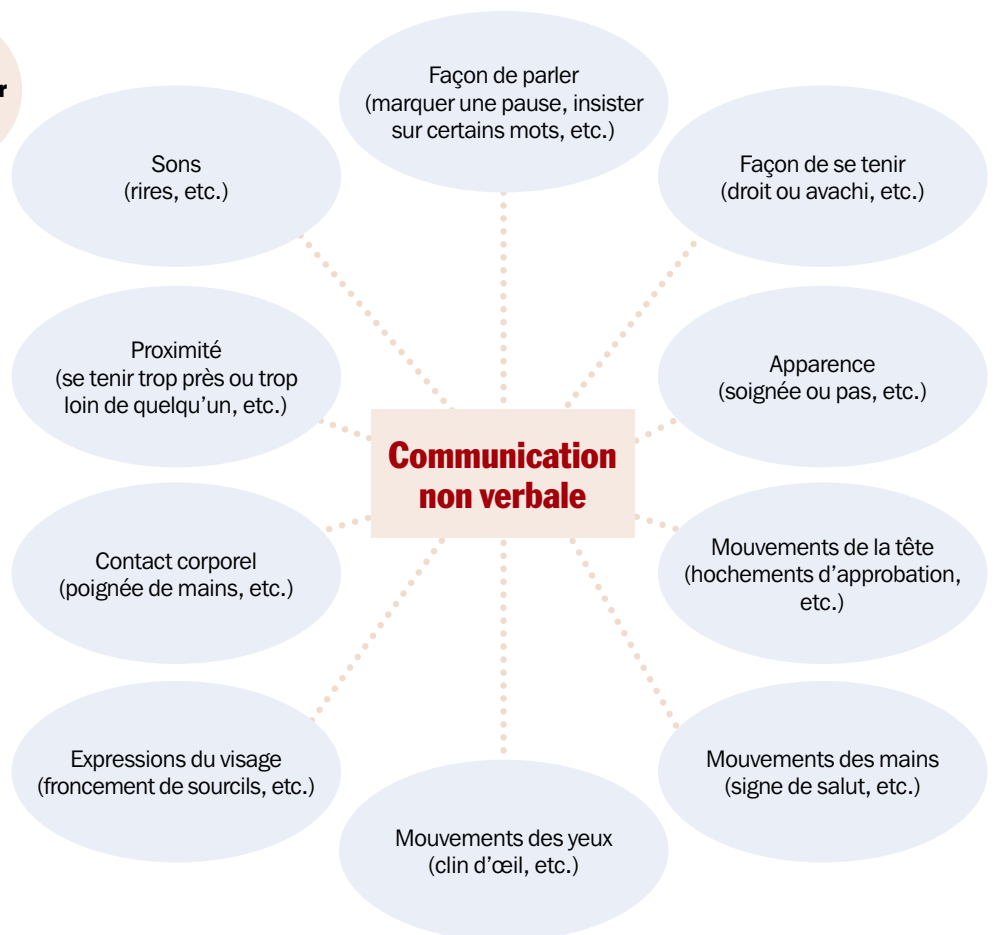 Façon de parler
(marquer une pause, insister
sur certains mots, etc.)
Sons
(rires, etc.)
Façon de se tenir
(droit ou avachi, etc.)
Proximité
(se tenir trop près ou trop
loin de quelqu’un, etc.)
Apparence
(soignée ou pas, etc.)
Communication
non verbale
Contact corporel
(poignée de mains, etc.)
Mouvements de la tête
(hochements d’approbation,
etc.)
Expressions du visage
(froncement de sourcils, etc.)
Mouvements des mains
(signe de salut, etc.)
Mouvements des yeux
(clin d’œil, etc.)